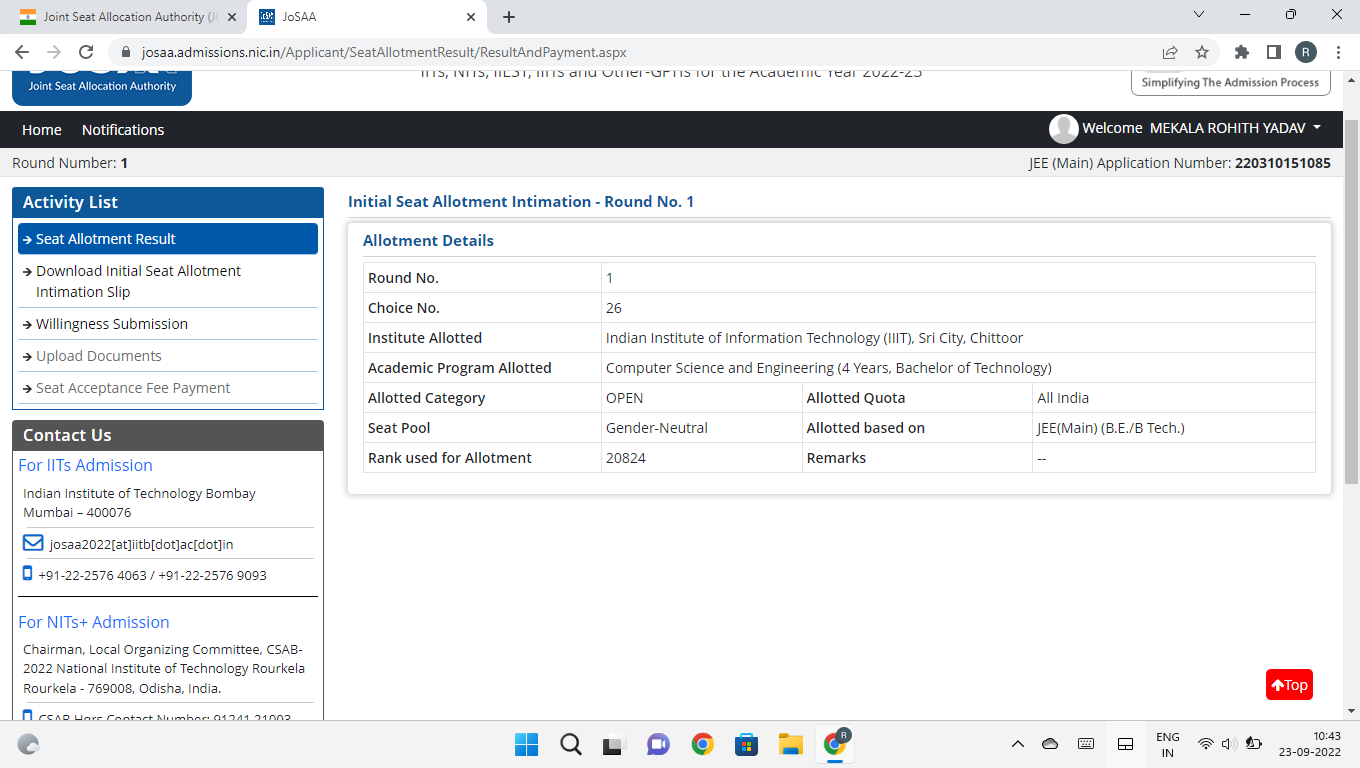 Joint Seat Allocation Authority (JO
JoSAA
josaa.admissions.nic.in/Applicant/SeatAllotmentResult/ResultAndPayment.aspx
R
Joint Seat Allocation Authority
IITs, NITs, IIEST, IIITs and Other-GFTIs for the Academic Year 2022-23
Simplifying The Admission Process
Home Notifications
Welcome MEKALA ROHITH YADAV
Round Number: 1
JEE (Main) Application Number: 220310151085
Activity List
Seat Allotment Result
Download Initial Seat Allotment
Intimation Slip
Willingness Submission
Upload Documents
Seat Acceptance Fee Payment
Contact Us
For IITs Admission
Indian Institute of Technology Bombay
Mumbai – 400076
josaa2022[at]iitb[dot]ac[dot]in
+91-22-2576 4063 / +91-22-2576 9093
For NITs+ Admission
Chairman, Local Organizing Committee, CSAB-
2022 National Institute of Technology Rourkela
Rourkela - 769008, Odisha, India.
CSAB Hqrs Contact Number: 91241 21003
Initial Seat Allotment Intimation - Round No. 1
Allotment Details
Round No. 1
Choice No. 26
Institute Allotted Indian Institute of Information Technology (IIIT), Sri City, Chittoor
Academic Program Allotted Computer Science and Engineering (4 Years, Bachelor of Technology)
Allotted Category OPEN Allotted Quota All India
Seat Pool Gender-Neutral Allotted based on JEE(Main) (B.E./B Tech.)
Rank used for Allotment 20824 Remarks --
Top
R
ENG
IN
10:43
23-09-2022